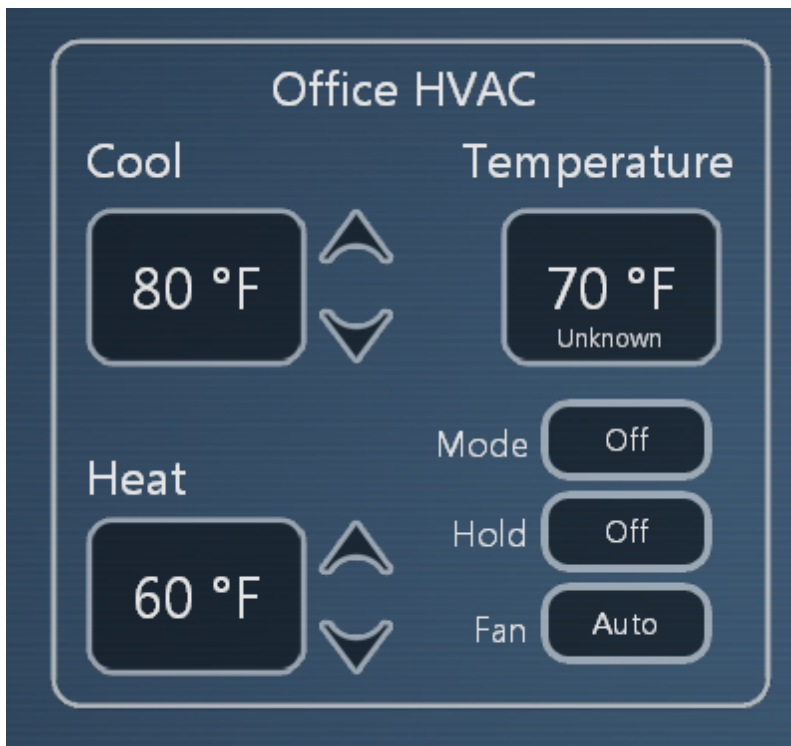 Office HVAC
Cool
Temperature
80 °F
70 °F
Unknown
Mode
Off
Heat
Hold
Off
60 °F
Fan
Auto